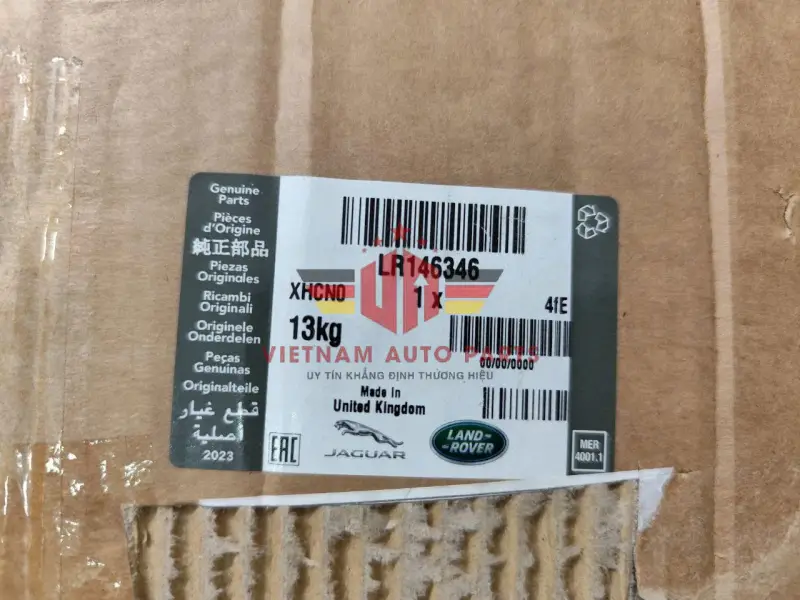 Genuine
Parts
Pièces
d'Origine
純正部品
Piezas
Originales
Ricambi
Originali
Originele
Onderdelen
Peças
Genuínas
Originalteile
قطع غيار
أصلية
2023
LR146346
XHCN0
1 x
4fE
13kg
VIETNAM AUTO PARTS
00/00/0000
UY TÍN KHẲNG ĐỊNH THƯƠNG HIỆU
Made in
United Kingdom
EAC
JAGUAR
LAND-
-ROVER
MER
4001.1